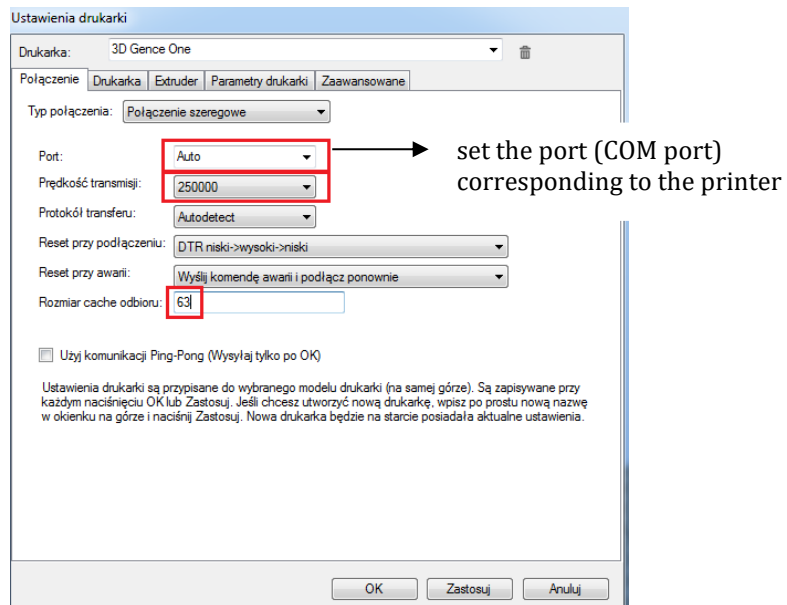 Ustawienia drukarki
Drukarka: 3D Gence One
Połączenie Drukarka Extruder Parametry drukarki Zaawansowane
Typ połączenia: Połączenie szeregowe
Port: Auto
Prędkość transmisji: 250000
Protokół transferu: Autodetect
Reset przy podłączeniu: DTR niski->wysoki->niski
Reset przy awarii: Wyślij komendę awarii i podłącz ponownie
Rozmiar cache odbioru: 63
set the port (COM port)
corresponding to the printer
Użyj komunikacji Ping-Pong (Wysyłaj tylko po OK)
Ustawienia drukarki są przypisane do wybranego modelu drukarki (na samej górze). Są zapisywane przy
każdym naciśnięciu OK lub Zastosuj. Jeśli chcesz utworzyć nową drukarkę, wpisz po prostu nową nazwę
w okienku na górze i naciśnij Zastosuj. Nowa drukarka będzie na starcie posiadała aktualne ustawienia.
OK Zastosuj Anuluj